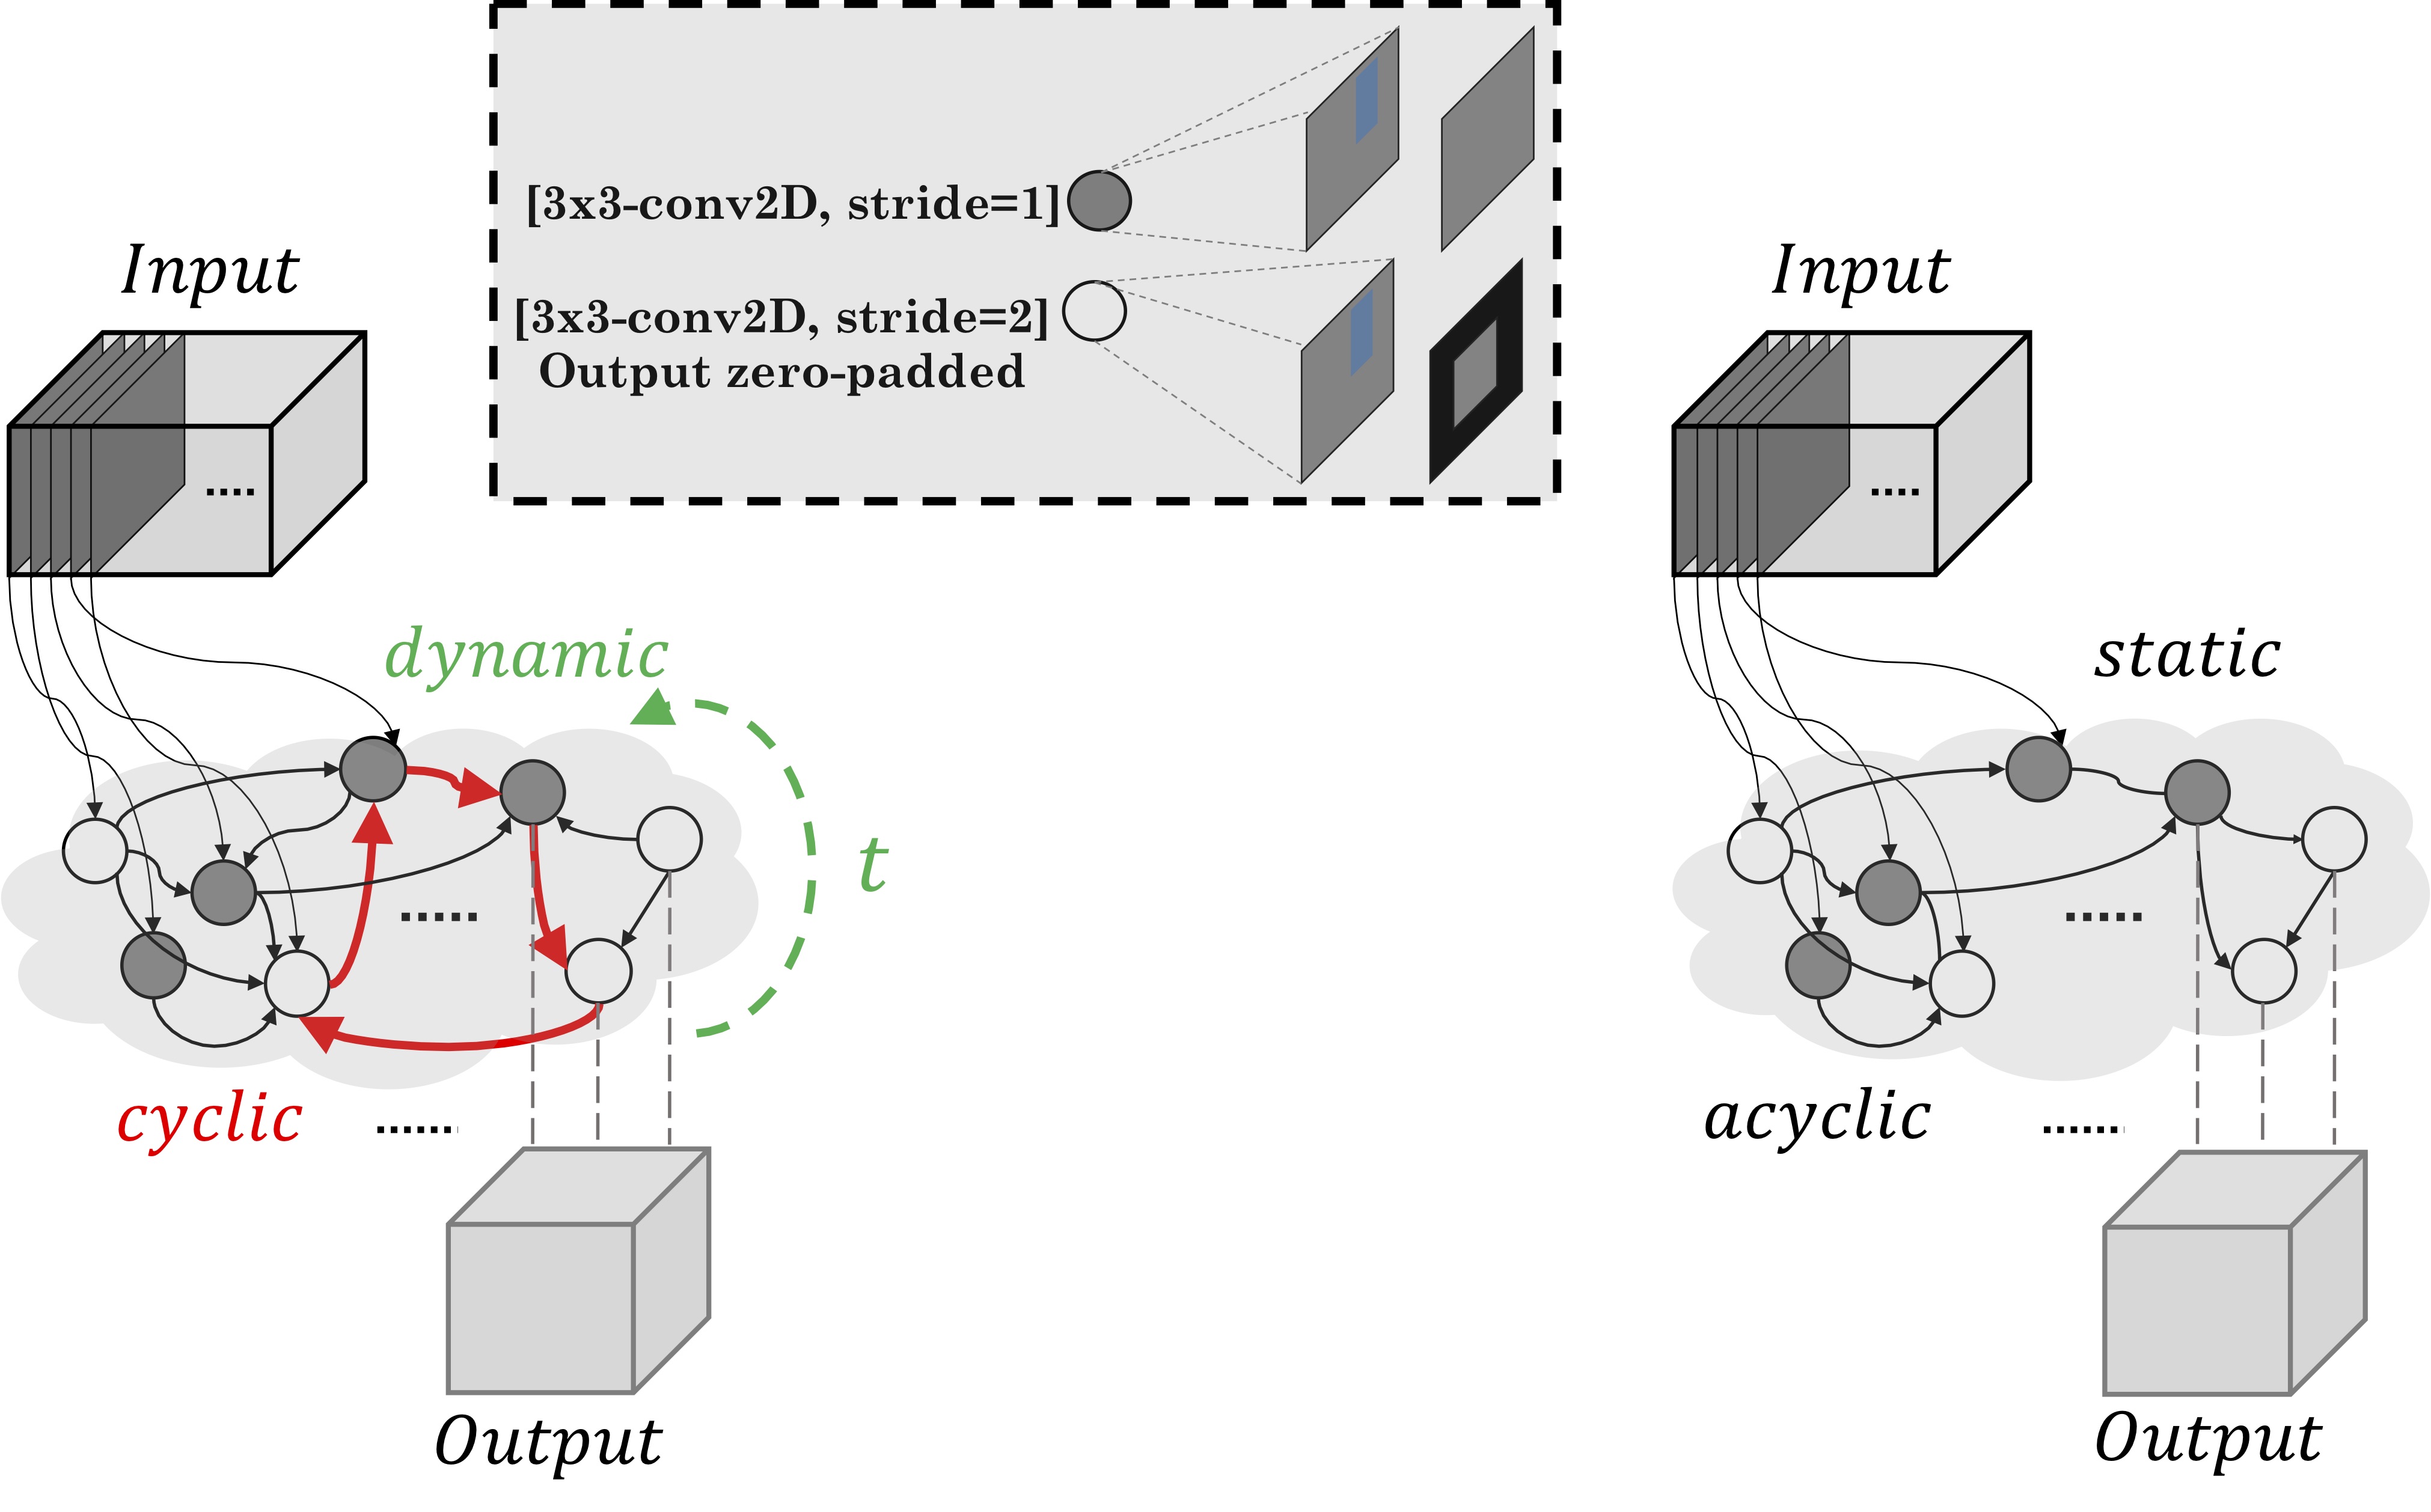 [3x3-conv2D, stride=1]
[3x3-conv2D, stride=2]
Output zero-padded
Input
Input
dynamic
static
t
cyclic
acyclic
Output
Output